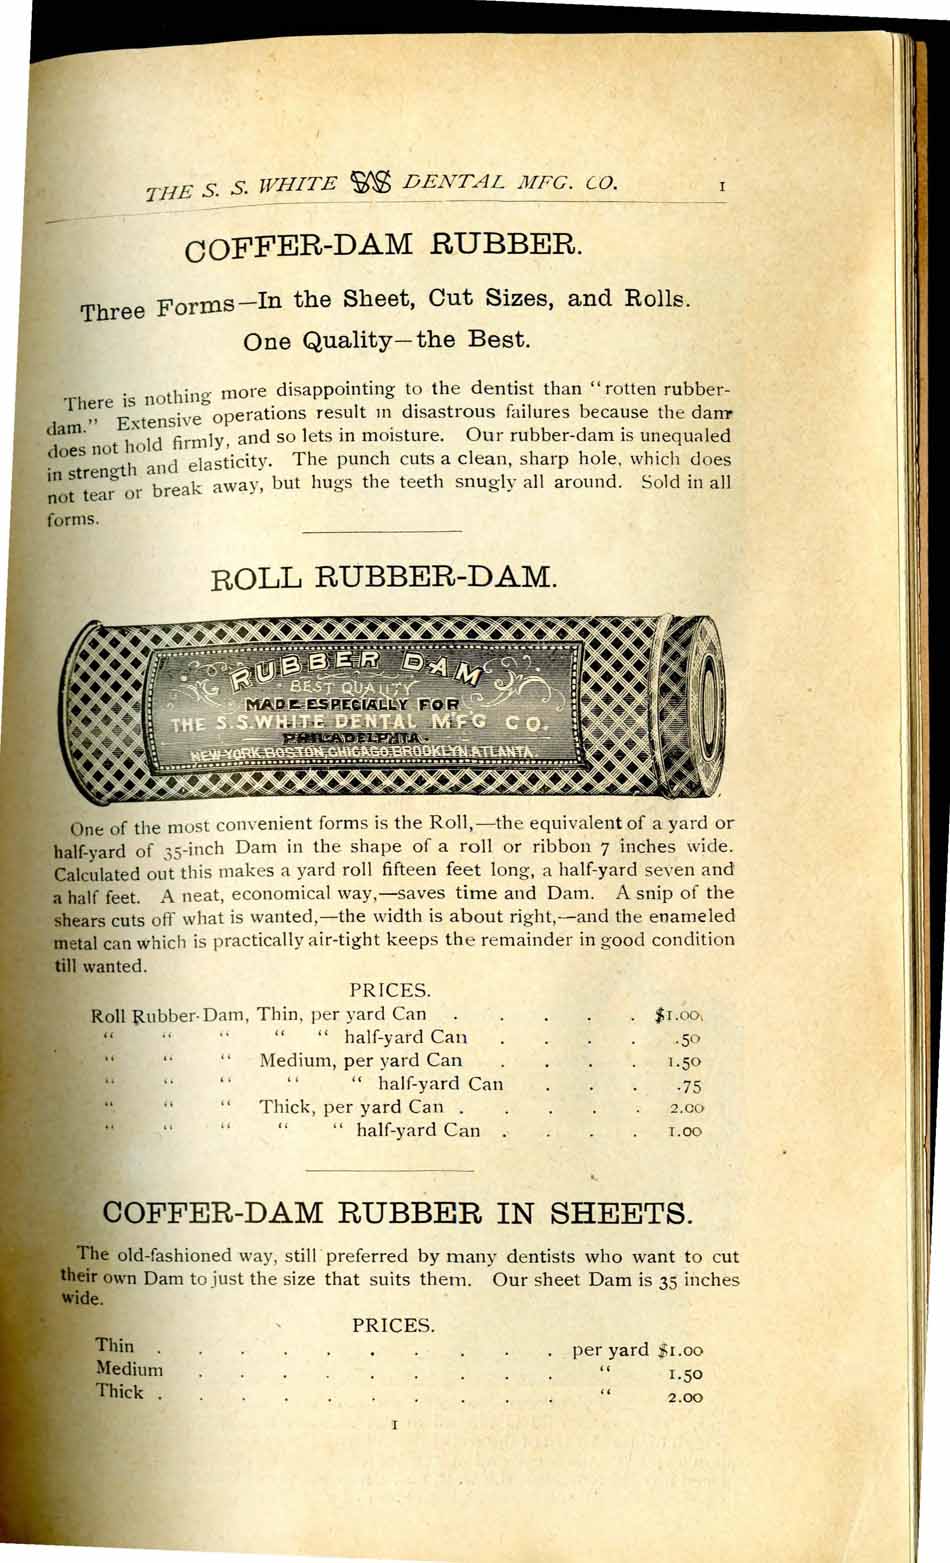 THE S. S. WHITE SSW DENTAL MFG. CO. 1
COFFER-DAM RUBBER.
Three Forms—In the Sheet, Cut Sizes, and Rolls.
One Quality—the Best.
There is nothing more disappointing to the dentist than "rotten rubber-
dam." Extensive operations result in disastrous failures because the dam
does not hold firmly, and so lets in moisture. Our rubber-dam is unequaled
in strength and elasticity. The punch cuts a clean, sharp hole, which does
not tear or break away, but hugs the teeth snugly all around. Sold in all
forms.
ROLL RUBBER-DAM.
RUBBER DAM
BEST QUALITY
MADE ESPECIALLY FOR
THE S.S. WHITE DENTAL MFG CO.
PHILADELPHIA.
NEW YORK, BOSTON, CHICAGO, BROOKLYN, ATLANTA.
One of the most convenient forms is the Roll,—the equivalent of a yard or
half-yard of 35-inch Dam in the shape of a roll or ribbon 7 inches wide.
Calculated out this makes a yard roll fifteen feet long, a half-yard seven and
a half feet. A neat, economical way,—saves time and Dam. A snip of the
shears cuts off what is wanted,—the width is about right,—and the enameled
metal can which is practically air-tight keeps the remainder in good condition
till wanted.
PRICES.
Roll Rubber-Dam, Thin, per yard Can . . . . . $1.00
" " " " " half-yard Can . . . . .50
" " " Medium, per yard Can . . . . 1.50
" " " " " half-yard Can . . . .75
" " " Thick, per yard Can . . . . . 2.00
" " " " " half-yard Can . . . . 1.00
COFFER-DAM RUBBER IN SHEETS.
The old-fashioned way, still preferred by many dentists who want to cut
their own Dam to just the size that suits them. Our sheet Dam is 35 inches
wide.
PRICES.
Thin . . . . . . . . . . per yard $1.00
Medium . . . . . . . . . " 1.50
Thick . . . . . . . . . . " 2.00
1